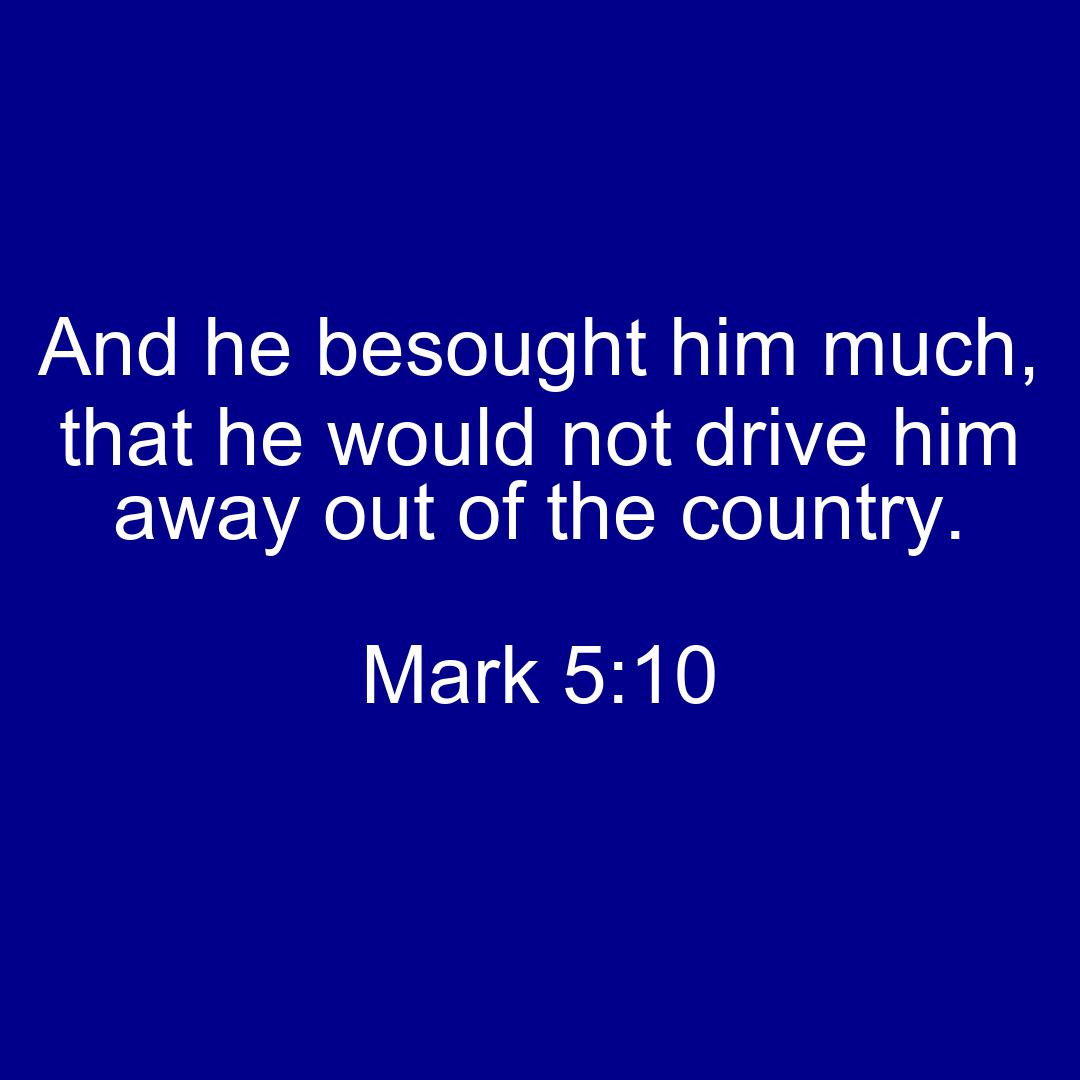 And he besought him much,
that he would not drive him
away out of the country.
Mark 5:10